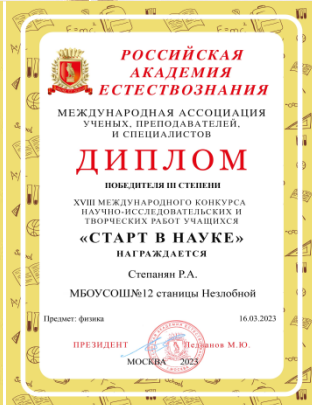 РОССИЙСКАЯ
АКАДЕМИЯ
ЕСТЕСТВОЗНАНИЯ
МЕЖДУНАРОДНАЯ АССОЦИАЦИЯ
УЧЕНЫХ, ПРЕПОДАВАТЕЛЕЙ,
И СПЕЦИАЛИСТОВ
ДИПЛОМ
ПОБЕДИТЕЛЯ III СТЕПЕНИ
XVIII МЕЖДУНАРОДНОГО КОНКУРСА
НАУЧНО-ИССЛЕДОВАТЕЛЬСКИХ И
ТВОРЧЕСКИХ РАБОТ УЧАЩИХСЯ
«СТАРТ В НАУКЕ»
НАГРАЖДАЕТСЯ
Степанян Р.А.
МБОУСОШ№12 станицы Незлобной
Предмет: физика 16.03.2023
ПРЕЗИДЕНТ М. Ю.
МОСКВА 2023